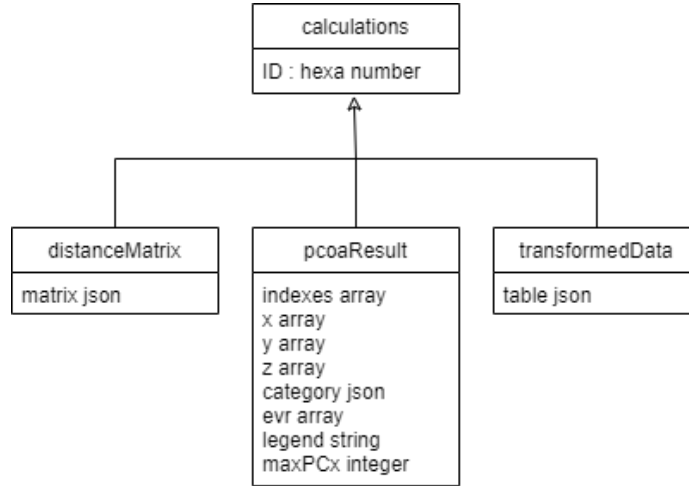 calculations
ID : hexa number
distanceMatrix
matrix json
pcoaResult
indexes array
x array
y array
z array
category json
evr array
legend string
maxPCx integer
transformedData
table json